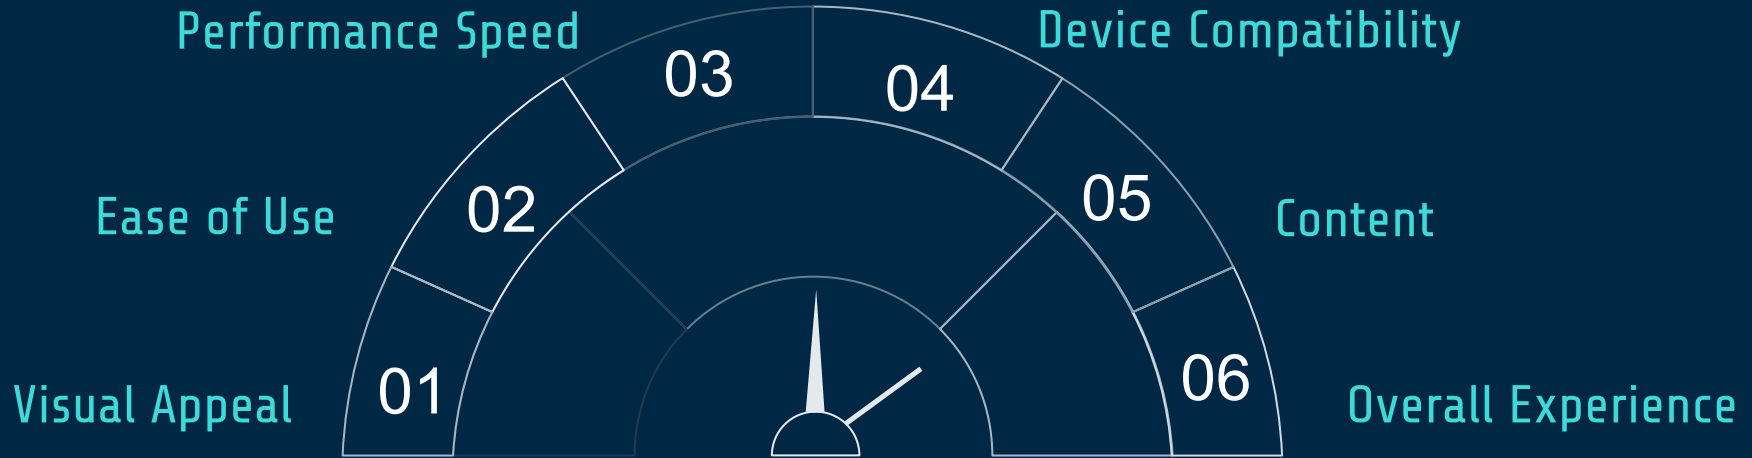 Visual Appeal
01
Ease of Use
02
Performance Speed
03
04
Device Compatibility
05
Content
06
Overall Experience